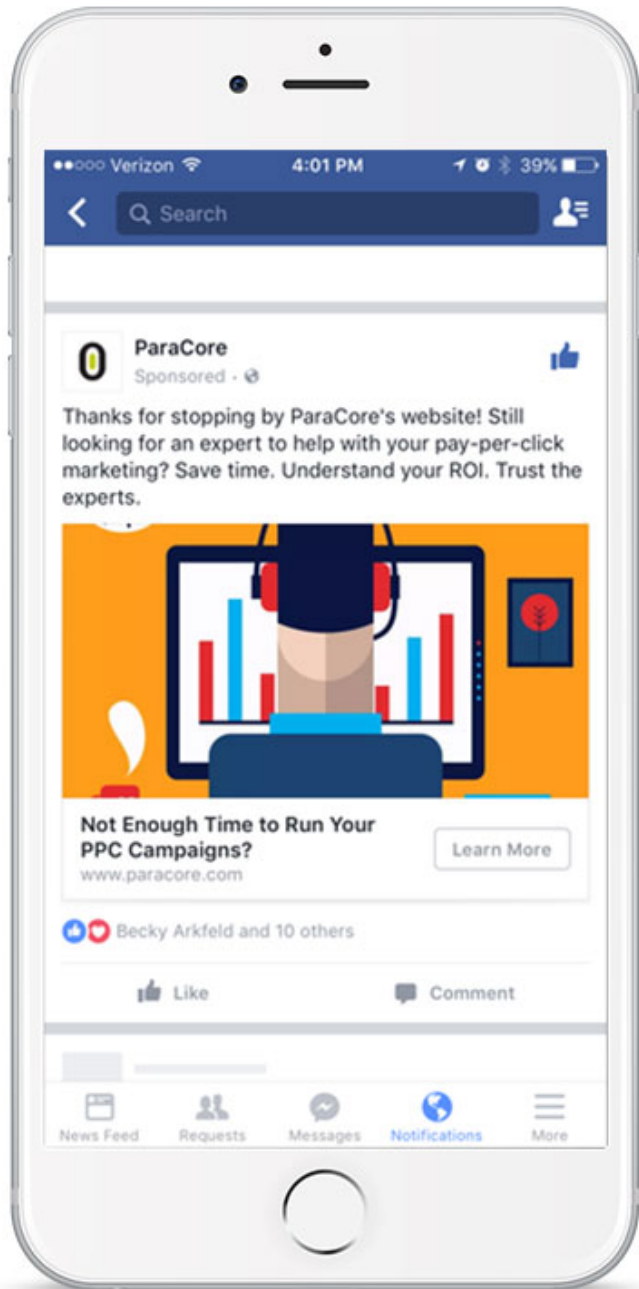 Verizon 4:01 PM 39%
Search
ParaCore
Sponsored ·
Thanks for stopping by ParaCore's website! Still
looking for an expert to help with your pay-per-click
marketing? Save time. Understand your ROI. Trust the
experts.
Not Enough Time to Run Your
PPC Campaigns?
www.paracore.com
Learn More
Becky Arkfeld and 10 others
Like Comment
News Feed Requests Messages Notifications More